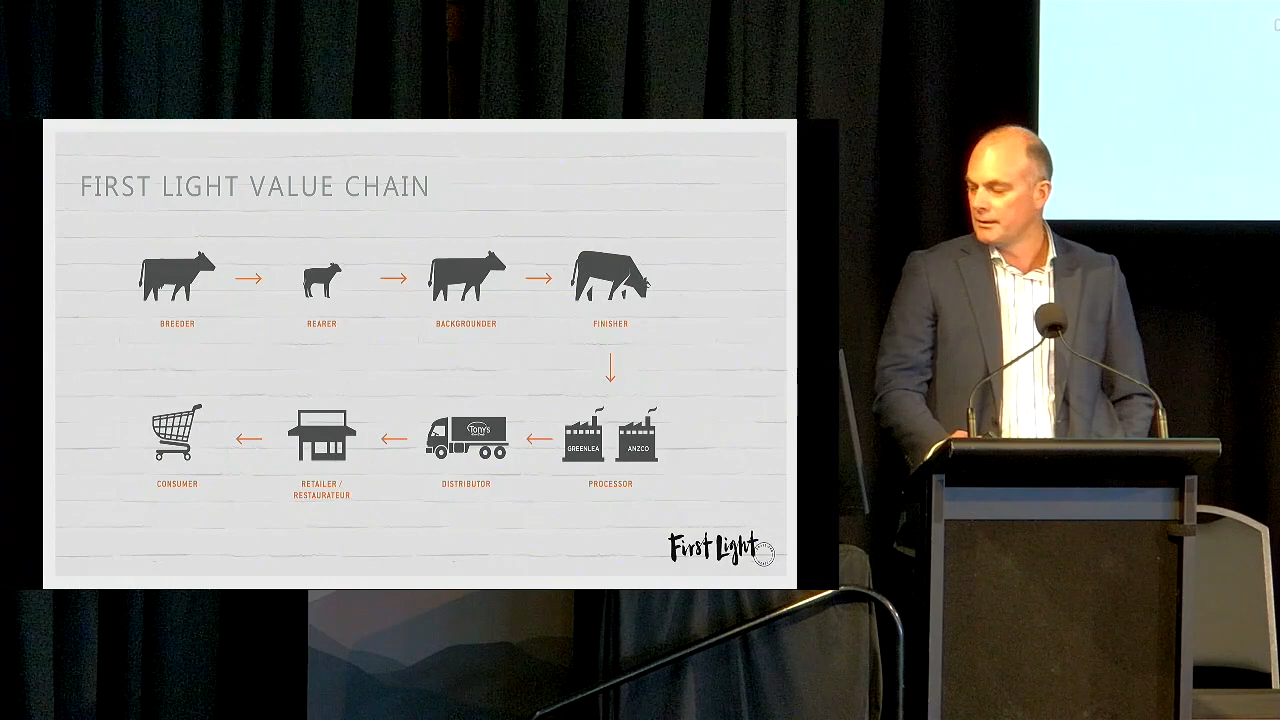 FIRST LIGHT VALUE CHAIN
BREEDER
REARER
BACKGROUNDER
FINISHER
Tony's
GREENLEA
ANZCO
CONSUMER
RETAILER /
RESTAURATEUR
DISTRIBUTOR
PROCESSOR
First Light